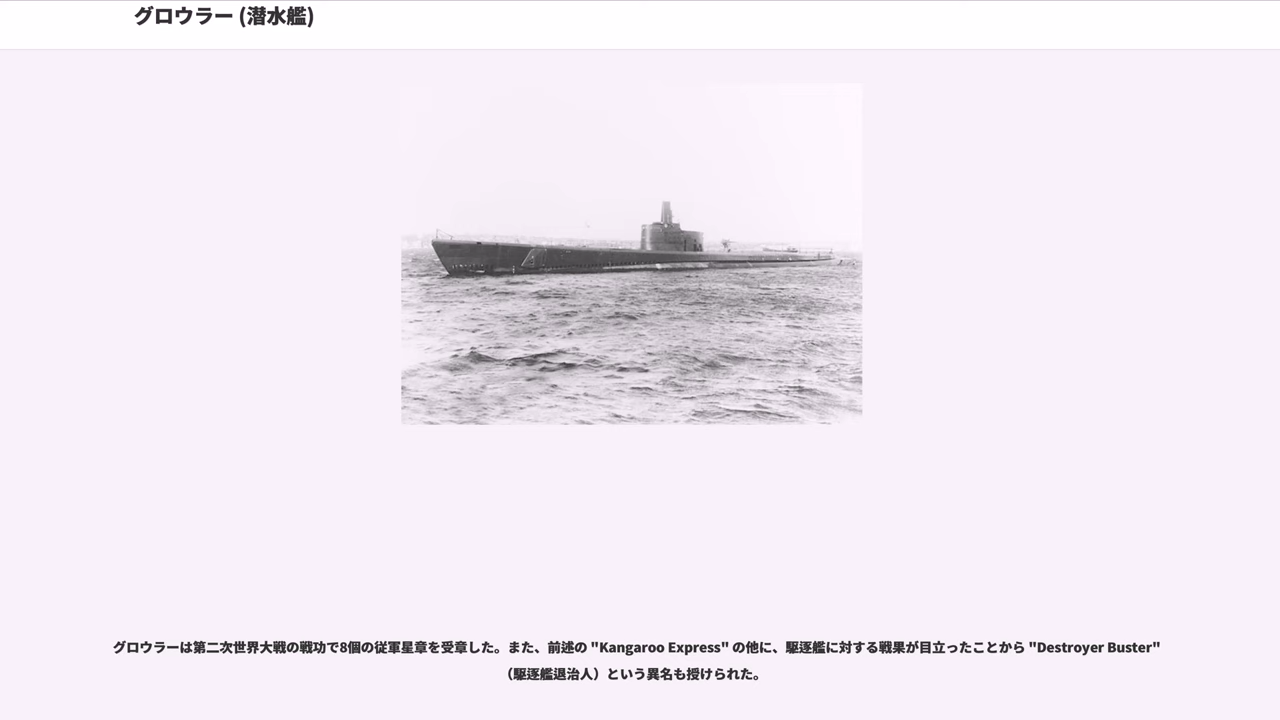 グロウラー (潜水艦)
グロウラーは第二次世界大戦の戦功で8個の従軍星章を受章した。また、前述の "Kangaroo Express" の他に、駆逐艦に対する戦果が目立ったことから "Destroyer Buster"
（駆逐艦退治人）という異名も授けられた。